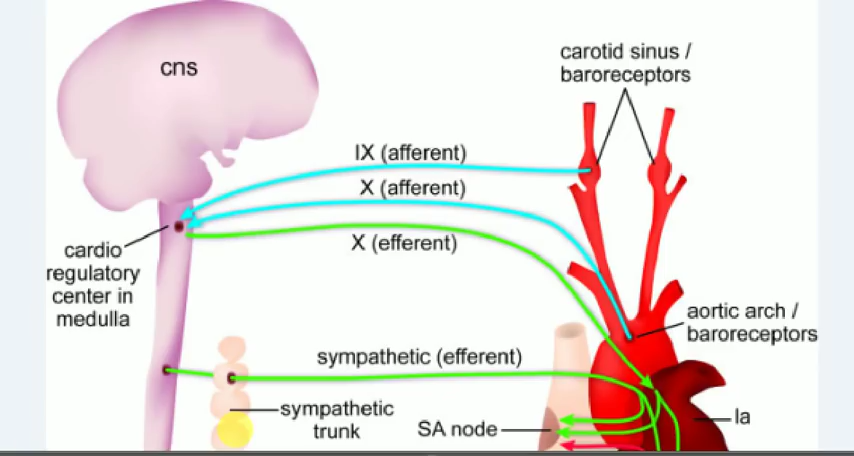 cns
carotid sinus /
baroreceptors
IX (afferent)
X (afferent)
X (efferent)
cardio
regulatory
center in
medulla
aortic arch /
baroreceptors
sympathetic (efferent)
sympathetic
trunk
SA node
la